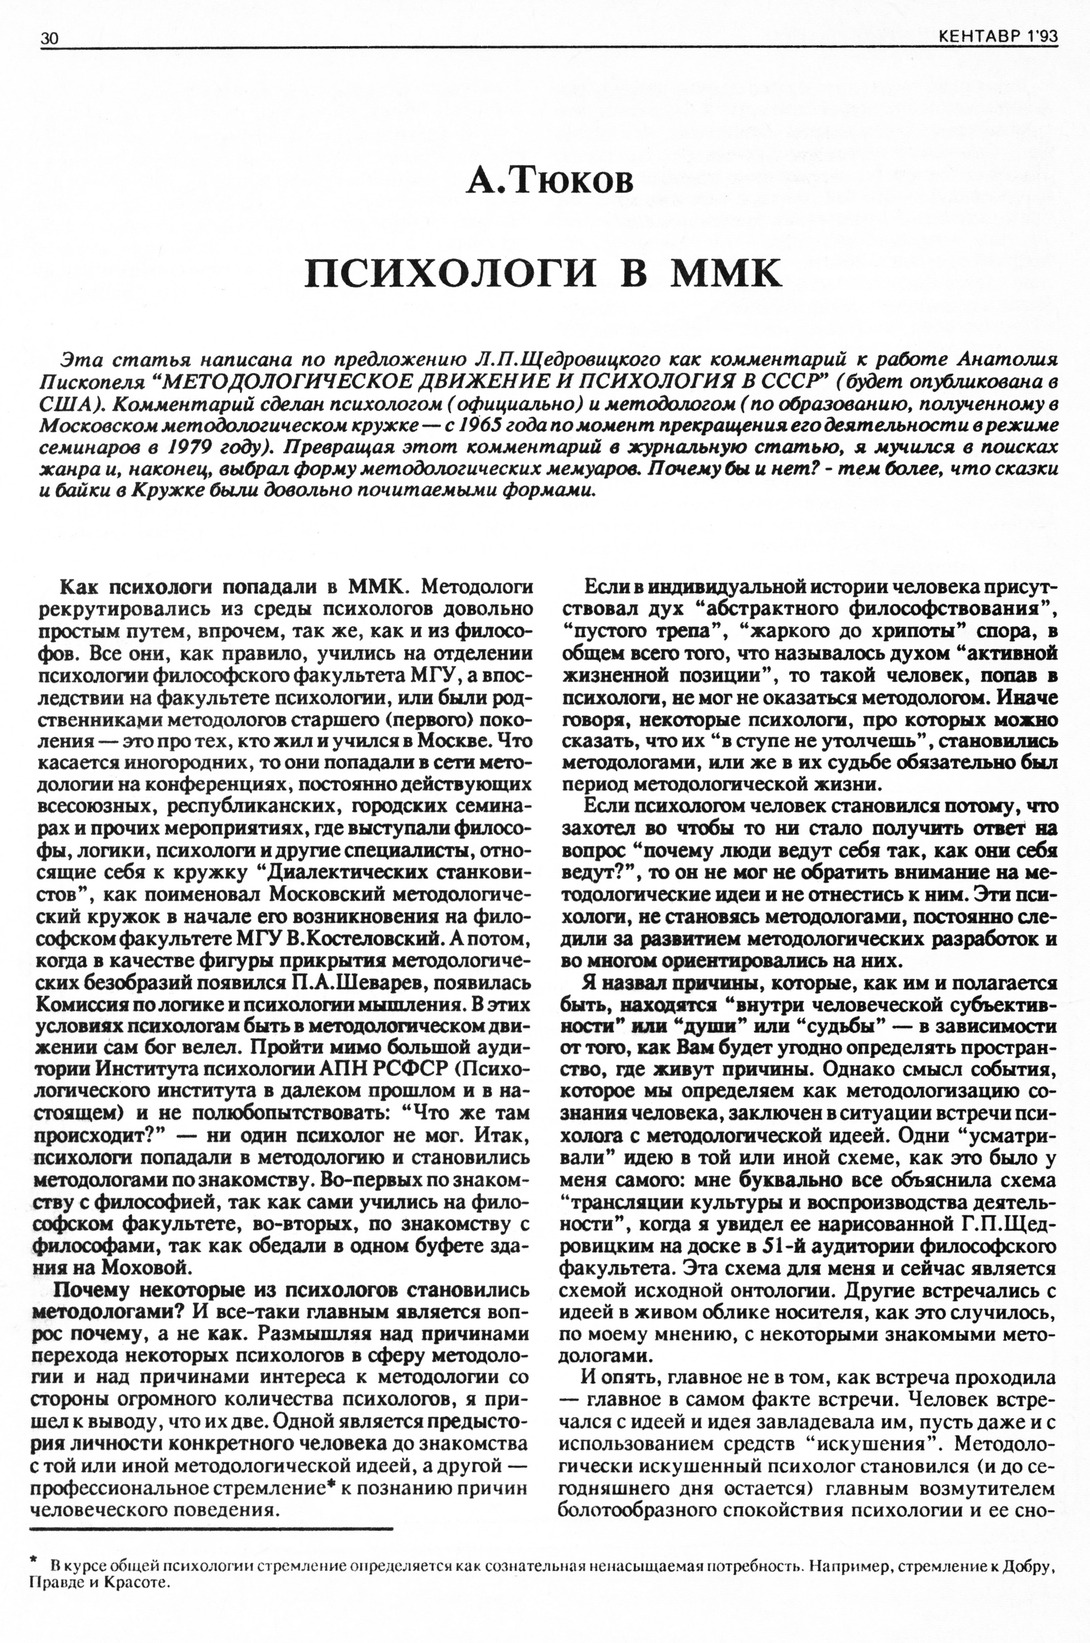 30
КЕНТАВР 1'93
А.Тюков
ПСИХОЛОГИ В ММК
Эта статья написана по предложению Л.П.Щедровицкого как комментарий к работе Анатолия
Пископеля “МЕТОДОЛОГИЧЕСКОЕ ДВИЖЕНИЕ И ПСИХОЛОГИЯ В СССР” (будет опубликована в
США). Комментарий сделан психологом (официально) и методологом (по образованию, полученному в
Московском методологическом кружке — с 1965 года по момент прекращения его деятельности в режиме
семинаров в 1979 году). Превращая этот комментарий в журнальную статью, я мучился в поисках
жанра и, наконец, выбрал форму методологических мемуаров. Почему бы и нет? - тем более, что сказки
и байки в Кружке были довольно почитаемыми формами.
Как психологи попадали в ММК. Методологи
рекрутировались из среды психологов довольно
простым путем, впрочем, так же, как и из филосо-
фов. Все они, как правило, учились на отделении
психологии философского факультета МГУ, а впос-
ледствии на факультете психологии, или были род-
ственниками методологов старшего (первого) поко-
ления — это про тех, кто жил и учился в Москве. Что
касается иногородних, то они попадали в сети мето-
дологии на конференциях, постоянно действующих
всесоюзных, республиканских, городских семина-
рах и прочих мероприятиях, где выступали филосо-
фы, логики, психологи и другие специалисты, отно-
сящие себя к кружку “Диалектических станкови-
стов”, как поименовал Московский методологиче-
ский кружок в начале его возникновения на фило-
софском факультете МГУ В.Костеловский. А потом,
когда в качестве фигуры прикрытия методологиче-
ских безобразий появился П.А.Шеварев, появилась
Комиссия по логике и психологии мышления. В этих
условиях психологам быть в методологическом дви-
жении сам бог велел. Пройти мимо большой ауди-
тории Института психологии АПН РСФСР (Психо-
логического института в далеком прошлом и в на-
стоящем) и не полюбопытствовать: “Что же там
происходит?” — ни один психолог не мог. Итак,
психологи попадали в методологию и становились
методологами по знакомству. Во-первых по знаком-
ству с философией, так как сами учились на фило-
софском факультете, во-вторых, по знакомству с
философами, так как обедали в одном буфете зда-
ния на Моховой.
Почему некоторые из психологов становились
методологами? И все-таки главным является воп-
рос почему, а не как. Размышляя над причинами
перехода некоторых психологов в сферу методоло-
гии и над причинами интереса к методологии со
стороны огромного количества психологов, я при-
шел к выводу, что их две. Одной является предысто-
рия личности конкретного человека до знакомства
с той или иной методологической идеей, а другой —
профессиональное стремление* к познанию причин
человеческого поведения.
Если в индивидуальной истории человека присут-
ствовал дух “абстрактного философствования”,
“пустого трепа”, “жаркого до хрипоты” спора, в
общем всего того, что называлось духом “активной
жизненной позиции”, то такой человек, попав в
психологи, не мог не оказаться методологом. Иначе
говоря, некоторые психологи, про которых можно
сказать, что их “в ступе не утолчешь”, становились
методологами, или же в их судьбе обязательно был
период методологической жизни.
Если психологом человек становился потому, что
захотел во чтобы то ни стало получить ответ на
вопрос “почему люди ведут себя так, как они себя
ведут?”, то он не мог не обратить внимание на ме-
тодологические идеи и не отнестись к ним. Эти пси-
хологи, не становясь методологами, постоянно сле-
дили за развитием методологических разработок и
во многом ориентировались на них.
Я назвал причины, которые, как им и полагается
быть, находятся “внутри человеческой субъектив-
ности” или “души” или “судьбы” — в зависимости
от того, как Вам будет угодно определять простран-
ство, где живут причины. Однако смысл события,
которое мы определяем как методологизацию со-
знания человека, заключен в ситуации встречи пси-
холога с методологической идеей. Одни “усматри-
вали” идею в той или иной схеме, как это было у
меня самого: мне буквально все объяснила схема
“трансляции культуры и воспроизводства деятель-
ности”, когда я увидел ее нарисованной Г.П.Щед-
ровицким на доске в 51-й аудитории философского
факультета. Эта схема для меня и сейчас является
схемой исходной онтологии. Другие встречались с
идеей в живом облике носителя, как это случилось,
по моему мнению, с некоторыми знакомыми мето-
дологами.
И опять, главное не в том, как встреча проходила
— главное в самом факте встречи. Человек встре-
чался с идеей и идея завладевала им, пусть даже и с
использованием средств “искушения”. Методоло-
гически искушенный психолог становился (и до се-
годняшнего дня остается) главным возмутителем
болотообразного спокойствия психологии и ее сно-
* В курсе общей психологии стремление определяется как сознательная ненасыщаемая потребность. Например, стремление к Добру,
Правде и Красоте.